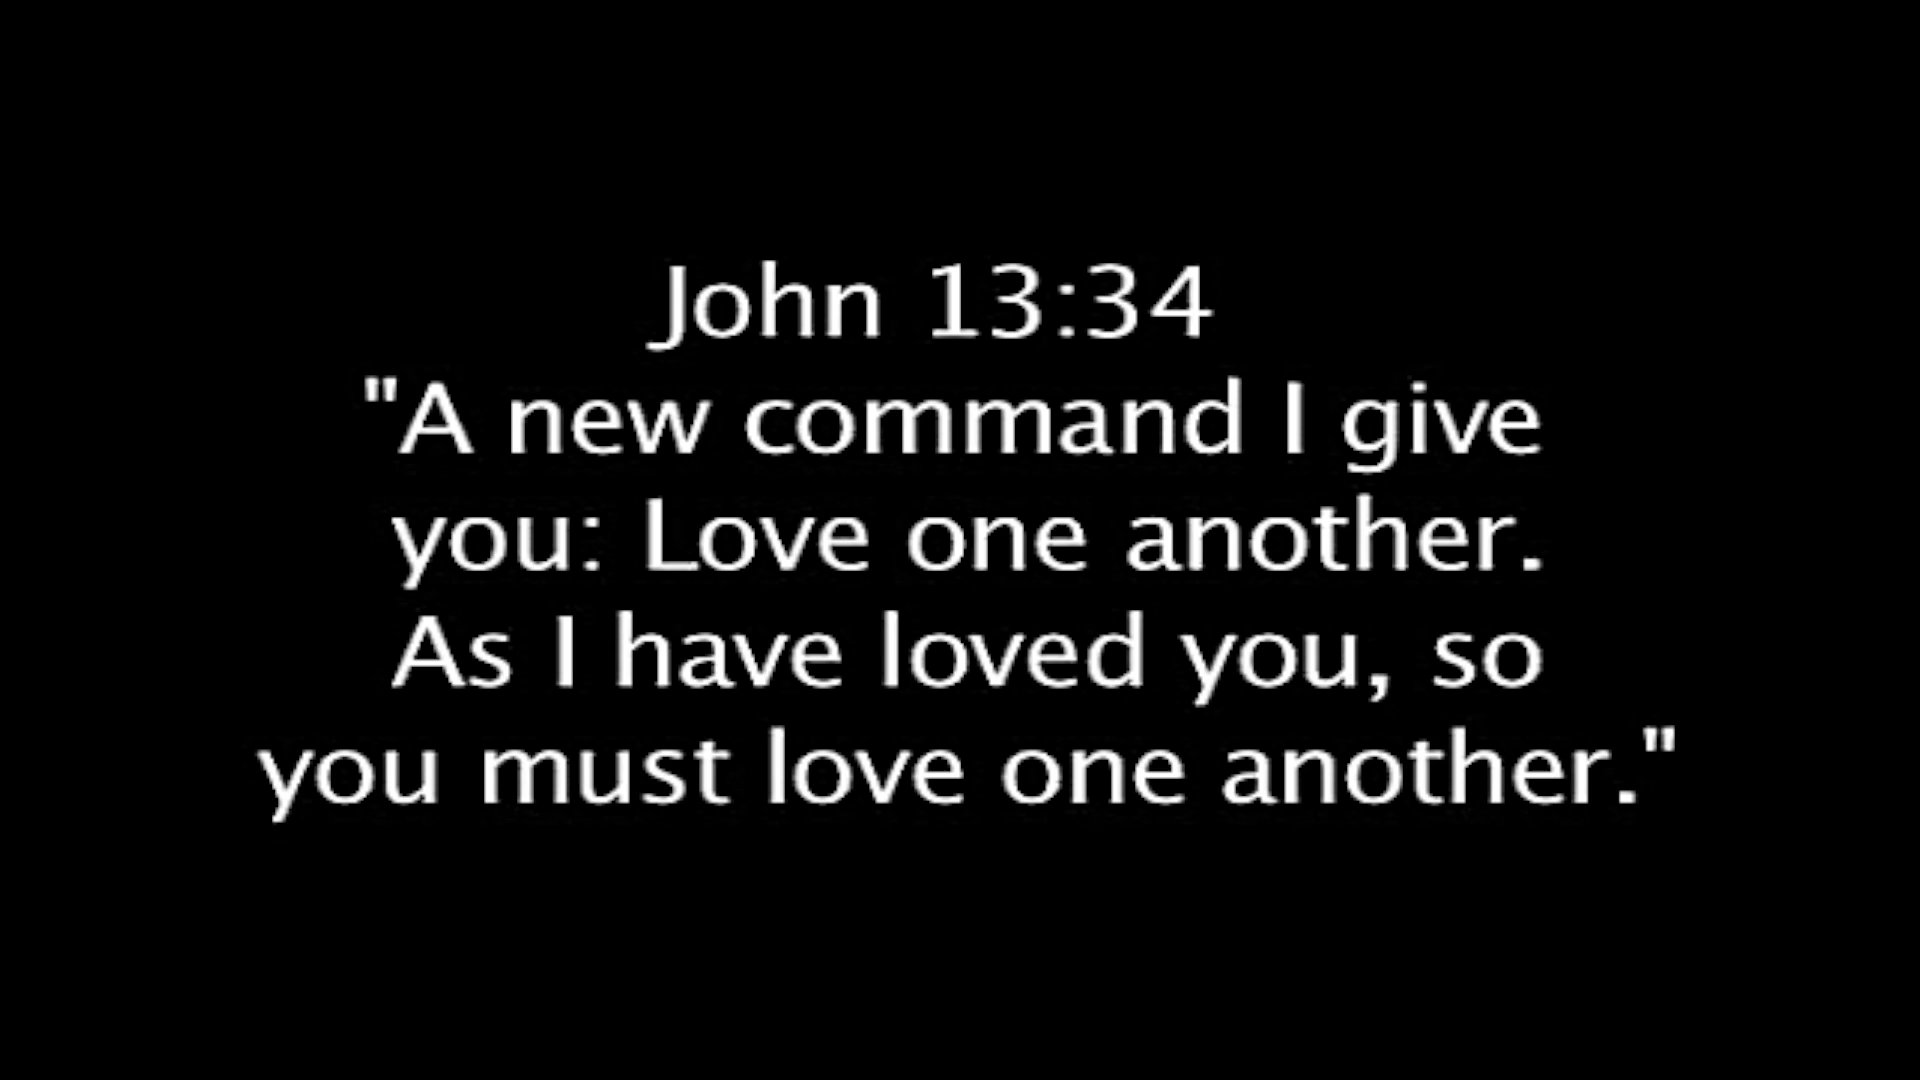 John 13:34
"A new command I give
you: Love one another.
As I have loved you, so
you must love one another."